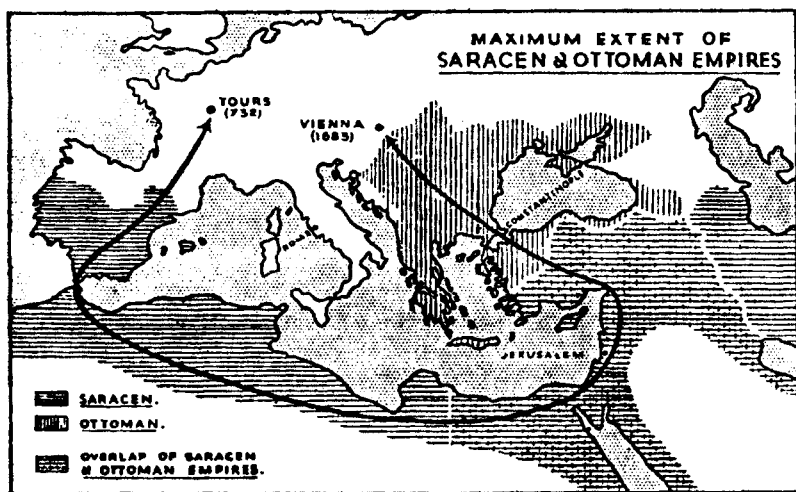 MAXIMUM EXTENT OF
SARACEN & OTTOMAN EMPIRES
TOURS
(732)
VIENNA
(1683)
CONSTANTINOPLE
ROME
JERUSALEM
SARACEN.
OTTOMAN.
OVERLAP OF SARACEN
& OTTOMAN EMPIRES.